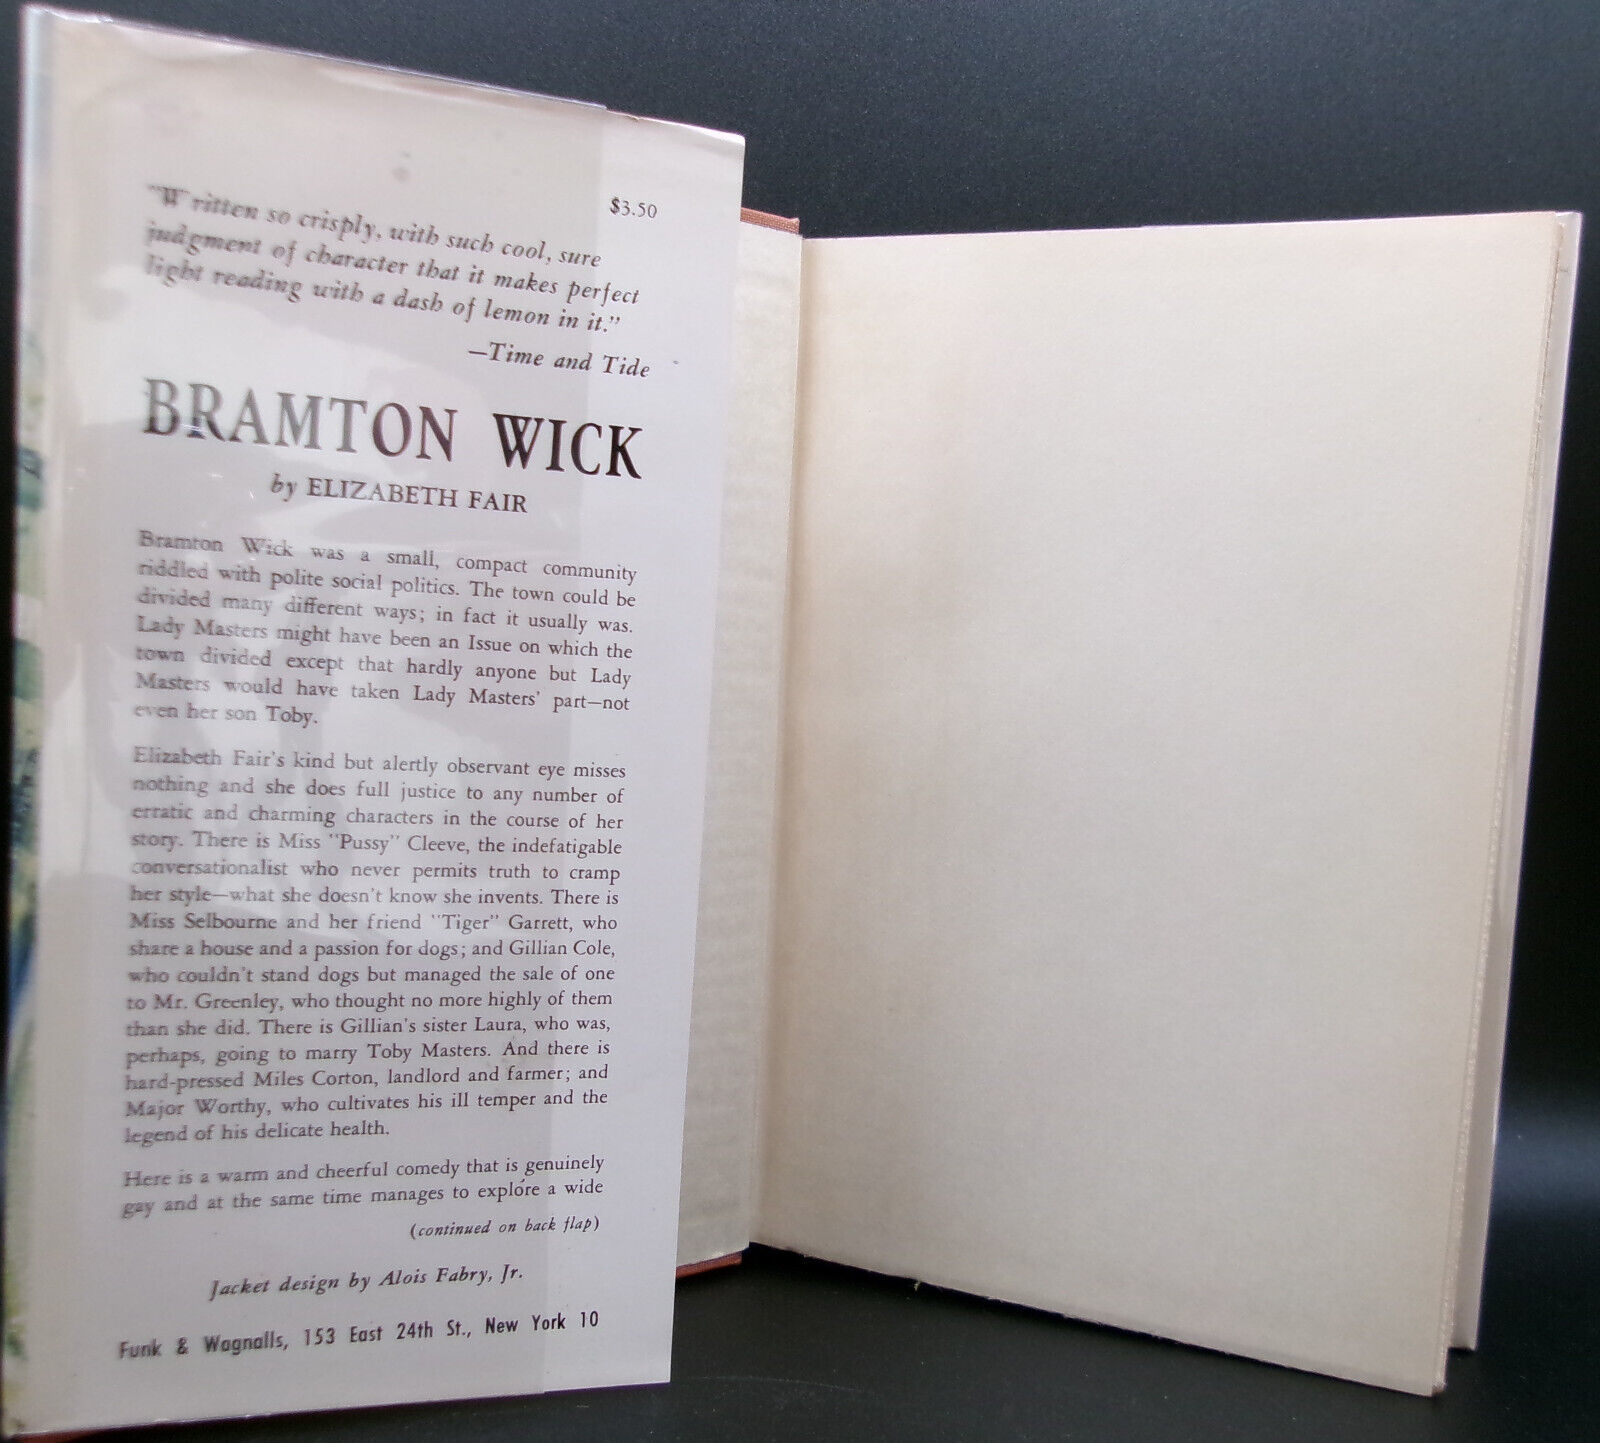 $3.50
"Written so crisply, with such cool, sure
judgment of character that it makes perfect
light reading with a dash of lemon in it."
—Time and Tide
BRAMTON WICK
by ELIZABETH FAIR
Bramton Wick was a small, compact community
riddled with polite social politics. The town could be
divided many different ways; in fact it usually was.
Lady Masters might have been an Issue on which the
town divided except that hardly anyone but Lady
Masters would have taken Lady Masters' part—not
even her son Toby.
Elizabeth Fair's kind but alertly observant eye misses
nothing and she does full justice to any number of
erratic and charming characters in the course of her
story. There is Miss "Pussy" Cleeve, the indefatigable
conversationalist who never permits truth to cramp
her style—what she doesn't know she invents. There is
Miss Selbourne and her friend "Tiger" Garrett, who
share a house and a passion for dogs; and Gillian Cole,
who couldn't stand dogs but managed the sale of one
to Mr. Greenley, who thought no more highly of them
than she did. There is Gillian's sister Laura, who was,
perhaps, going to marry Toby Masters. And there is
hard-pressed Miles Corton, landlord and farmer; and
Major Worthy, who cultivates his ill temper and the
legend of his delicate health.
Here is a warm and cheerful comedy that is genuinely
gay and at the same time manages to explore a wide
(continued on back flap)
Jacket design by Alois Fabry, Jr.
Funk & Wagnalls, 153 East 24th St., New York 10